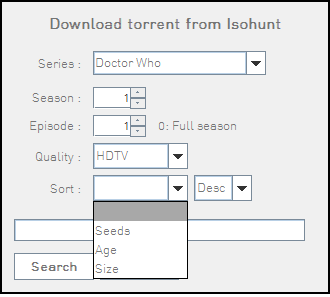 Download torrent from Isohunt
Series : Doctor Who
Season : 1
Episode : 1 0: Full season
Quality : HDTV
Sort : Desc
Seeds
Age
Size
Search